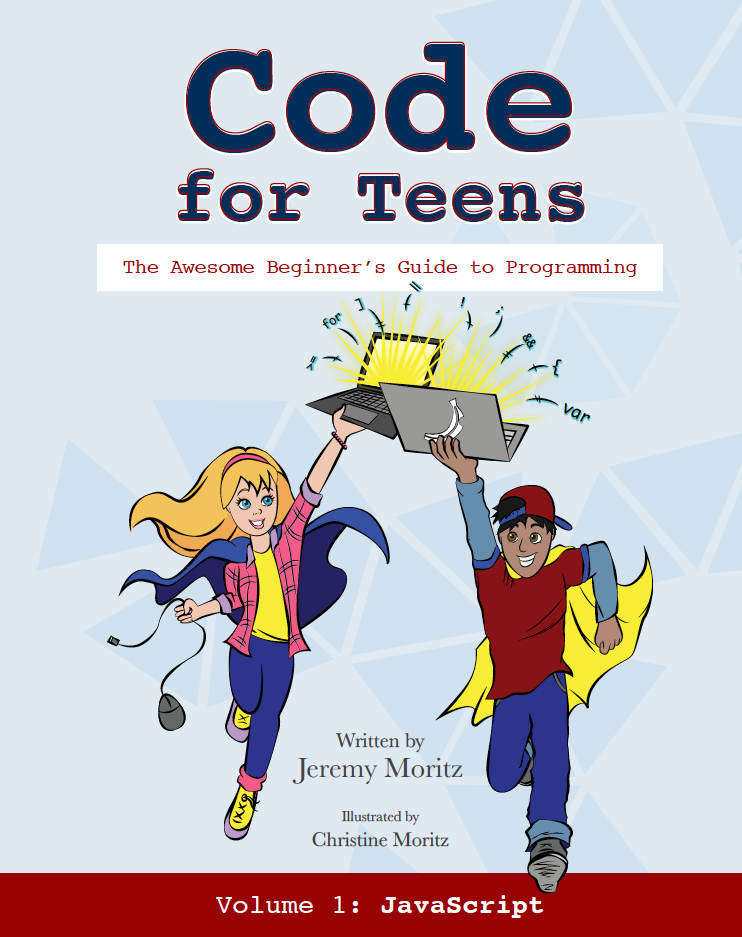 Code
for Teens
The Awesome Beginner’s Guide to Programming
>=
for
]
||
!
;
&&
{
var
Written by
Jeremy Moritz
Illustrated by
Christine Moritz
Volume 1: JavaScript